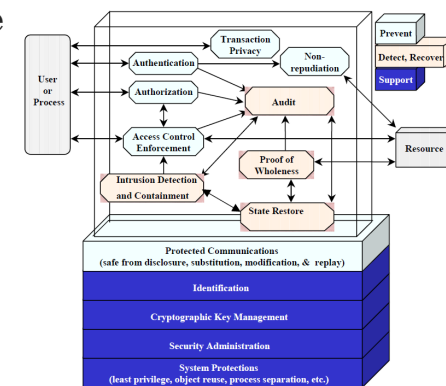 e
Transaction
Privacy
Prevent
Detect, Recover
Support
Non-
repudiation
User
or
Process
Authentication
Authorization
Audit
Access Control
Enforcement
Resource
Proof of
Wholeness
Intrusion Detection
and Containment
State Restore
Protected Communications
(safe from disclosure, substitution, modification, & replay)
Identification
Cryptographic Key Management
Security Administration
System Protections
(least privilege, object reuse, process separation, etc.)